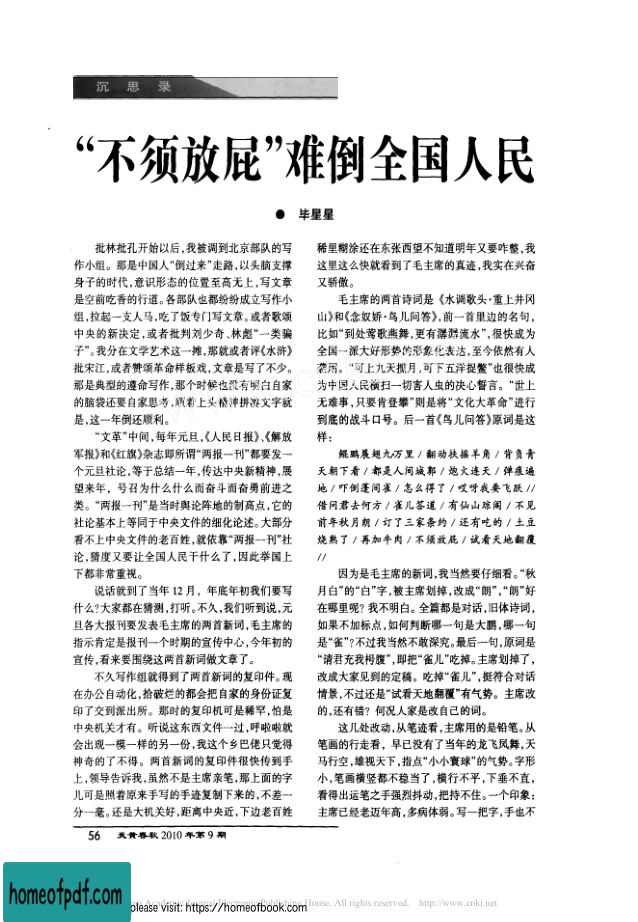 沉思录
“不须放屁”难倒全国人民
● 毕星星
批林批孔开始以后，我被调到北京部队的写
作小组。那是中国人“倒过来”走路，以头脑支撑
身子的时代，意识形态的位置至高无上，写文章
是空前吃香的行道。各部队也都纷纷成立写作小
组，拉起一支人马，吃了饭专门写文章。或者歌颂
中央的新决定，或者批判刘少奇、林彪“一类骗
子”。我分在文学艺术这一摊，那就或者评《水浒》
批宋江，或者赞颂革命样板戏，文章是写了不少。
那是典型的遵命写作，那个时候也没有明白自家
的脑袋还要自家思考，顺着上头精神拼凑文字就
是，这一年倒还顺利。
“文革”中间，每年元旦，《人民日报》、《解放
军报》和《红旗》杂志即所谓“两报一刊”都要发一
个元旦社论，等于总结一年，传达中央新精神，展
望来年，号召为什么什么而奋斗而奋勇前进之
类。“两报一刊”是当时舆论阵地的制高点，它的
社论基本上等同于中央文件的细化论述。大部分
看不上中央文件的老百姓，就依靠“两报一刊”社
论，猜度又要让全国人民干什么了，因此举国上
下都非常重视。
说话就到了当年 12 月，年底年初我们要写
什么？大家都在猜测，打听。不久，我们听到说，元
旦各大报刊要发表毛主席的两首新词，毛主席的
指示肯定是报刊一个时期的宣传中心，今年初的
宣传，看来要围绕这两首新词做文章了。
不久写作组就得到了两首新词的复印件。现
在办公自动化，拾破烂的都会把自家的身份证复
印了交到派出所。那时的复印机可是稀罕，怕是
中央机关才有。听说这东西文件一过，呼啦啦就
会出现一模一样的另一份，我这个乡巴佬只觉得
神奇的了不得。两首新词的复印件很快传到手
上，领导告诉我，虽然不是主席亲笔，那上面的字
儿可是照着原来手写的手迹复制下来的，不差一
分一毫。还是大机关好，距离中央近，下边老百姓
稀里糊涂还在东张西望不知道明年又要咋整，我
这里这么快就看到了毛主席的真迹，我实在兴奋
又骄傲。
毛主席的两首诗词是《水调歌头·重上井冈
山》和《念奴娇·鸟儿问答》，前一首里边的名句，
比如“到处莺歌燕舞，更有潺潺流水”，很快成为
全国一派大好形势的形象化表达，至今依然有人
袭用。“可上九天揽月，可下五洋捉鳖”也很快成
为中国人民横扫一切害人虫的决心誓言。“世上
无难事，只要肯登攀”则是将“文化大革命”进行
到底的战斗口号。后一首《鸟儿问答》原词是这
样：
鲲鹏展翅九万里 / 翻动扶摇羊角 / 背负青
天朝下看 / 都是人间城郭 / 炮火连天 / 弹痕遍
地 / 吓倒蓬间雀 / 怎么得了 / 哎呀我要飞跃 //
借问君去何方 / 雀儿答道 / 有仙山琼阁 / 不见
前年秋月朗 / 订了三家条约 / 还有吃的 / 土豆
烧熟了 / 再加牛肉 / 不须放屁 / 试看天地翻覆
//
因为是毛主席的新词，我当然要仔细看。“秋
月白”的“白”字，被主席划掉，改成“朗”，“朗”好
在哪里呢？我不明白。全篇都是对话，旧体诗词，
如果不加标点，如何判断哪一句是大鹏，哪一句
是“雀”？不过我当然不敢深究。最后一句，原词是
“请君充我枵腹”，即把“雀儿”吃掉。主席划掉了，
改成大家见到的定稿。吃掉“雀儿”，挺符合对话
情景，不过还是“试看天地翻覆”有气势。主席改
的，还有错？何况人家是改自己的词。
这几处改动，从笔迹看，主席用的是铅笔。从
笔画的行走看，早已没有了当年的龙飞凤舞，天
马行空，雄视天下，指点“小小寰球”的气势。字形
小，笔画横竖都不稳当了，横行不平，下垂不直，
看得出运笔之手强烈抖动，把持不住。一个印象：
主席已经老迈年高，多病体弱。写一把字，手也不
56 炎黄春秋 2010 年第 9 期
homeofpdf.com
please visit: https://homeofbook.com
Academic Journal Electronic Publishing House. All rights reserved. http://www.cnki.net